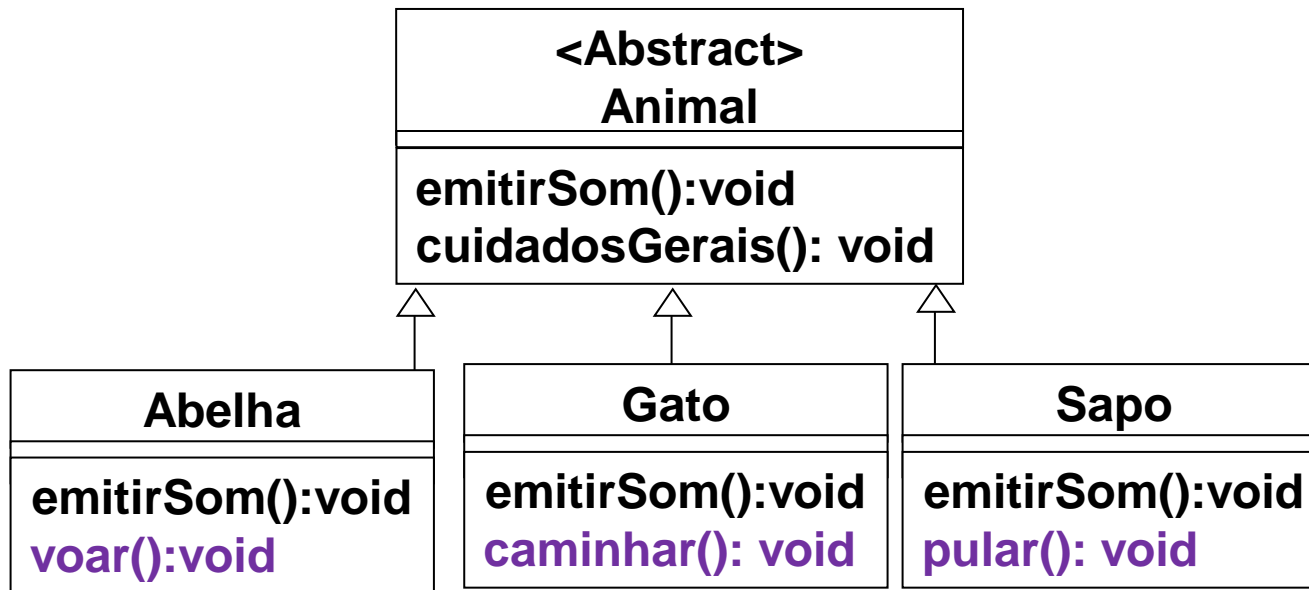 <Abstract>
Animal
emitirSom():void
cuidadosGerais(): void
Abelha
emitirSom():void
voar():void
Gato
emitirSom():void
caminhar(): void
Sapo
emitirSom():void
pular(): void